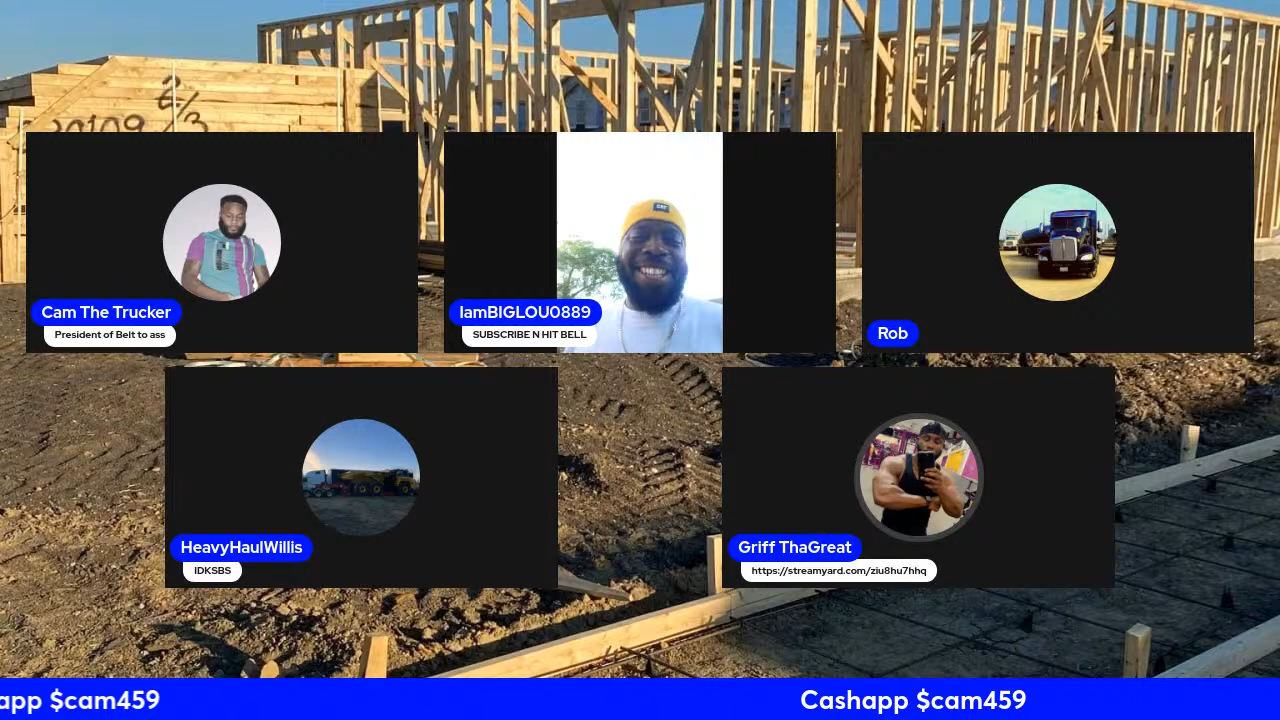 Cam The Trucker
President of Belt to ass
IamBIGLOU0889
SUBSCRIBE N HIT BELL
Rob
HeavyHaulWillis
IDKSBS
Griff ThaGreat
https://streamyard.com/ziu8hu7hhq
app $cam459
Cashapp $cam459